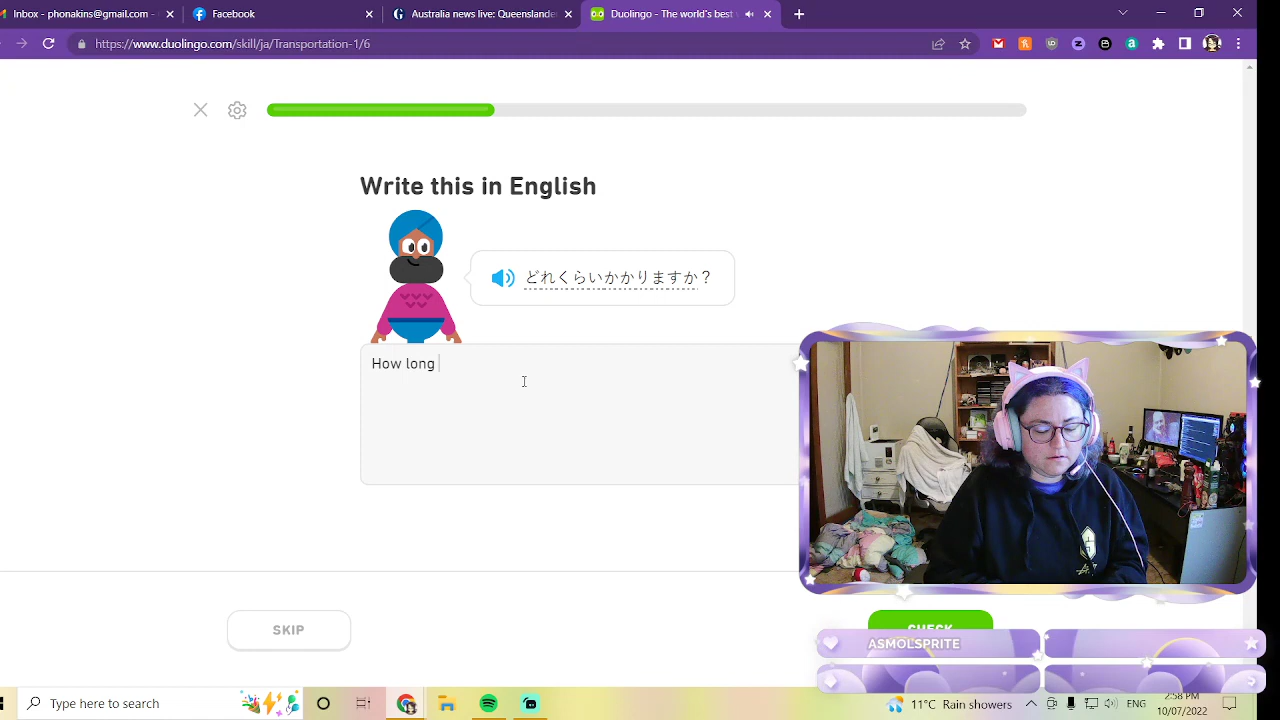 Inbox - phonakins@gmail.com
Facebook
Australia news live: Queenslander
Duolingo - The world's best
https://www.duolingo.com/skill/ja/Transportation-1/6
Write this in English
どれくらいかかりますか？
How long
SKIP
CHECK
ASMOLSPRITE
Type here to search
11°C Rain showers
ENG
2:58 PM
10/07/2022